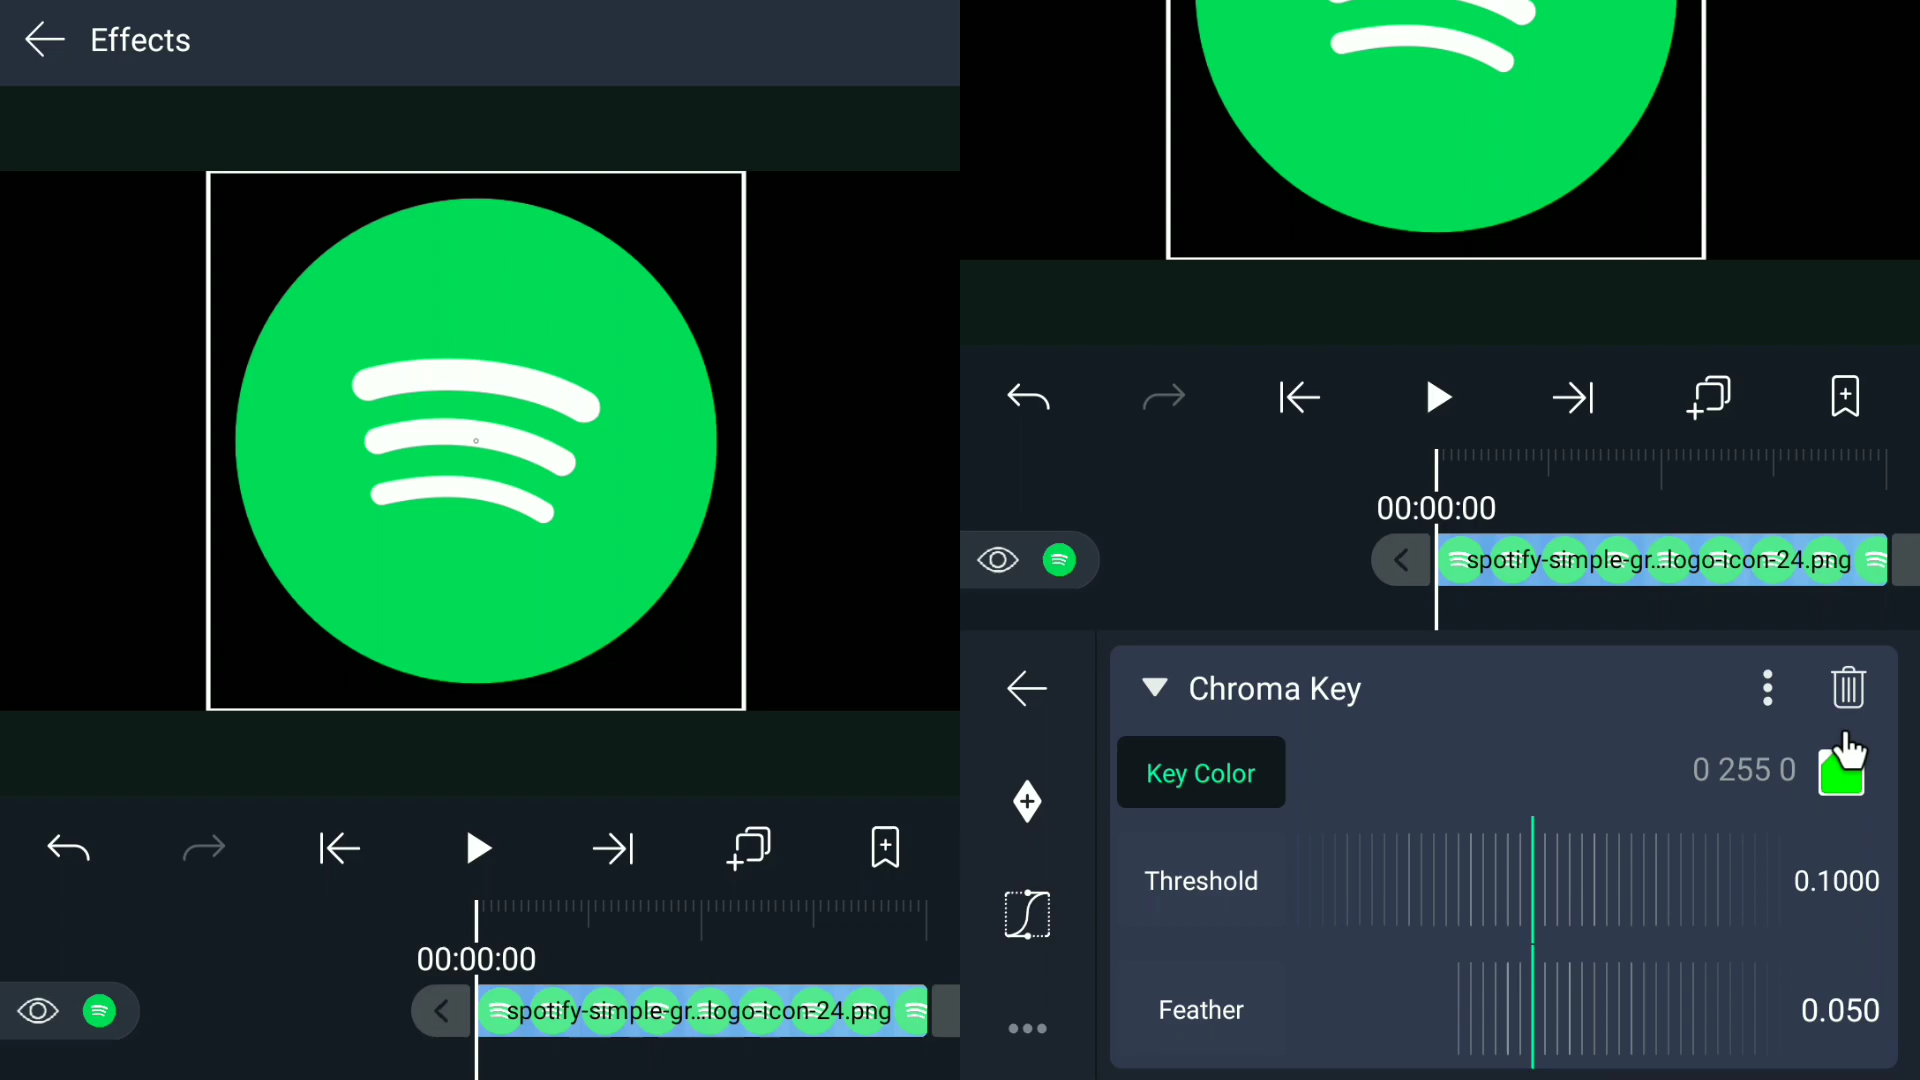 Effects
00:00:00
spotify-simple-gr...logo-icon-24.png
00:00:00
spotify-simple-gr...logo-icon-24.png
Chroma Key
Key Color
0 255 0
Threshold
0.1000
Feather
0.050